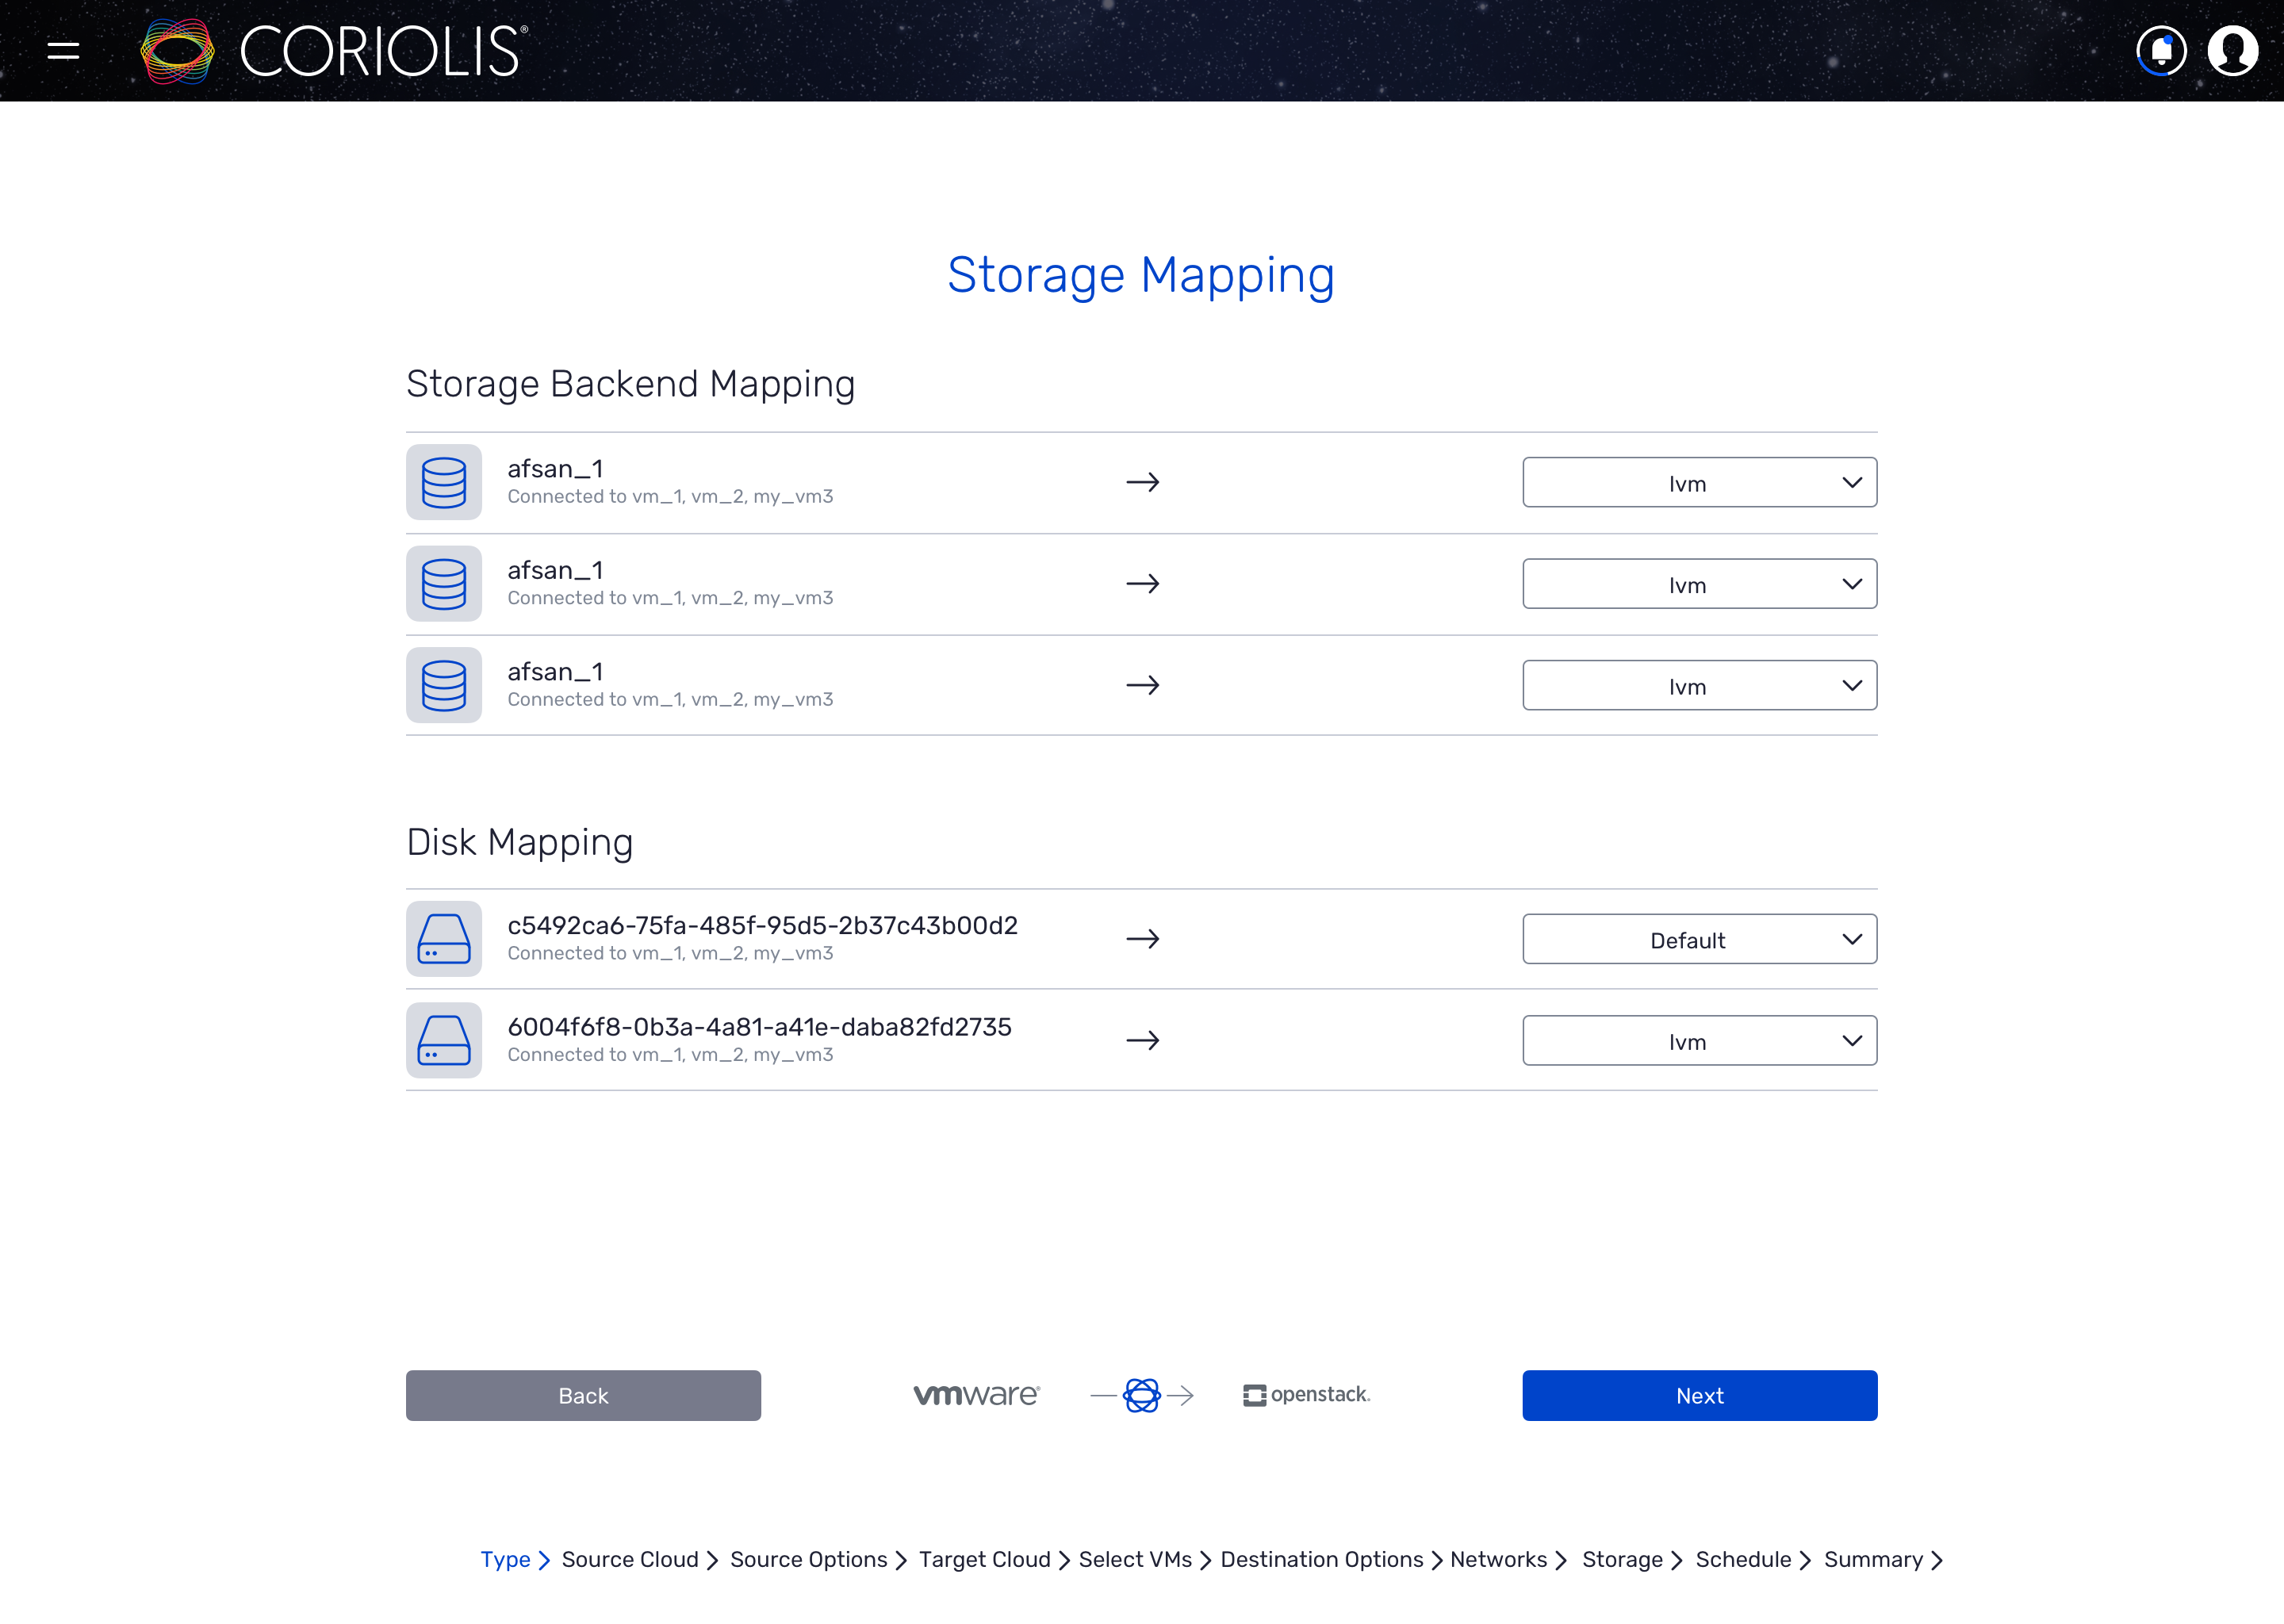 CORIOLIS®
Storage Mapping
Storage Backend Mapping
afsan_1
Connected to vm_1, vm_2, my_vm3
lvm
afsan_1
Connected to vm_1, vm_2, my_vm3
lvm
afsan_1
Connected to vm_1, vm_2, my_vm3
lvm
Disk Mapping
c5492ca6-75fa-485f-95d5-2b37c43b00d2
Connected to vm_1, vm_2, my_vm3
Default
6004f6f8-0b3a-4a81-a41e-daba82fd2735
Connected to vm_1, vm_2, my_vm3
lvm
Back
vmware®
openstack.
Next
Type Source Cloud Source Options Target Cloud Select VMs Destination Options Networks Storage Schedule Summary